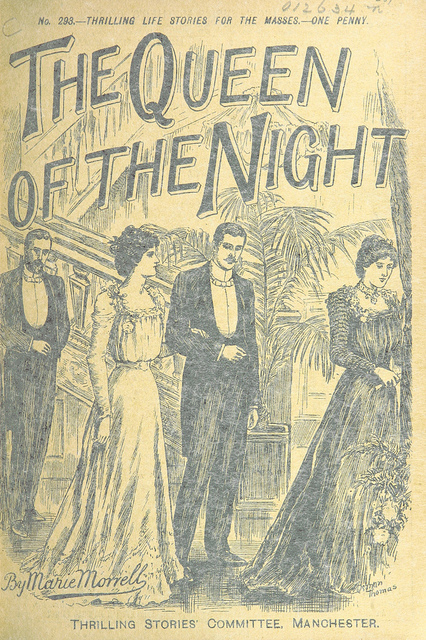 No. 293.—THRILLING LIFE STORIES FOR THE MASSES.—ONE PENNY.
THE QUEEN
OF THE NIGHT
By Marie Morrell
Thomas
THRILLING STORIES' COMMITTEE, MANCHESTER.